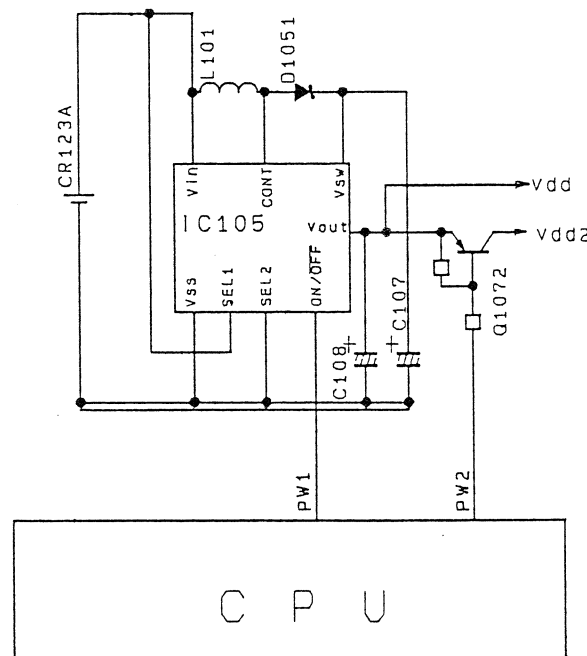 L101
D1051
CR123A
Vin
CONT
Vsw
Vdd
IC105
Vout
Vdd2
Vss
SEL1
SEL2
ON/OFF
Q1072
C108
+
C107
+
PW1
PW2
CPU